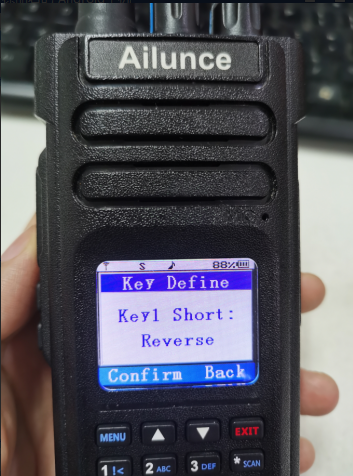 Ailunce
S 88%
Key Define
Key1 Short:
Reverse
Confirm Back
MENU EXIT
1 2 ABC 3 DEF * SCAN